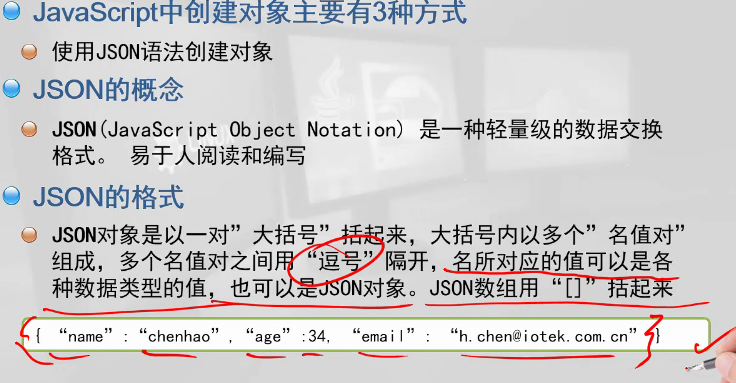 JavaScript中创建对象主要有3种方式
使用JSON语法创建对象
JSON的概念
JSON(JavaScript Object Notation) 是一种轻量级的数据交换
格式。 易于人阅读和编写
JSON的格式
JSON对象是以一对”大括号”括起来，大括号内以多个”名值对”
组成，多个名值对之间用“逗号”隔开，名所对应的值可以是各
种数据类型的值，也可以是JSON对象。JSON数组用“[]”括起来
{ “name”:“chenhao”,“age”:34, “email”: “h.chen@iotek.com.cn” }